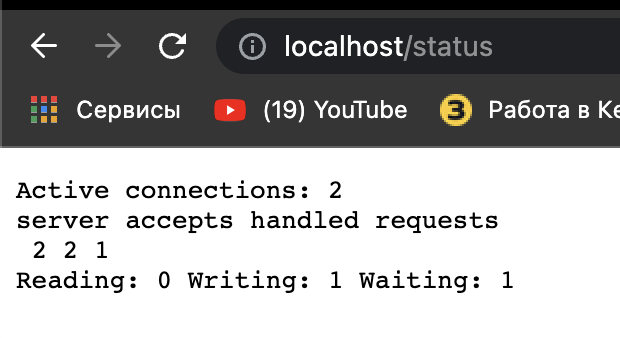 localhost/status
Сервисы (19) YouTube Работа в Ке
Active connections: 2
server accepts handled requests
2 2 1
Reading: 0 Writing: 1 Waiting: 1